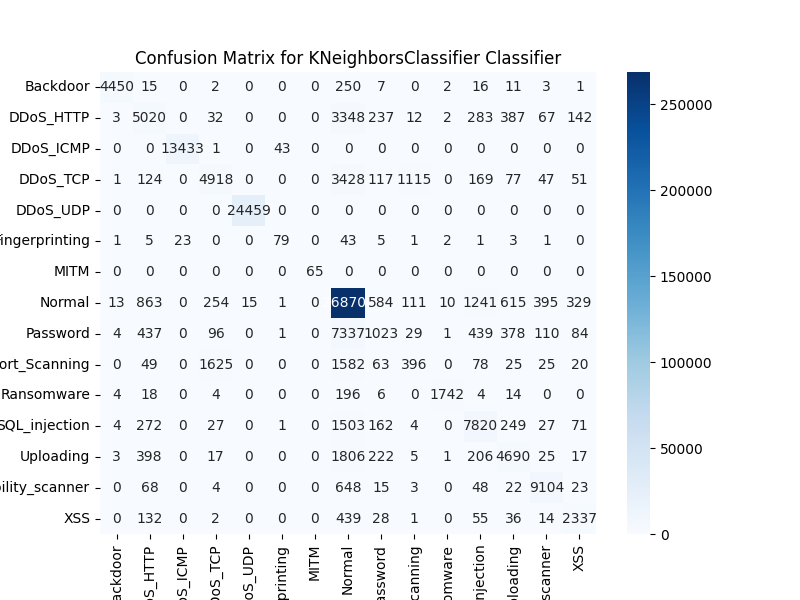 Confusion Matrix for KNeighborsClassifier Classifier
Backdoor 4450 15 0 2 0 0 0 250 7 0 2 16 11 3 1
DDoS_HTTP 3 5020 0 32 0 0 0 3348 237 12 2 283 387 67 142
DDoS_ICMP 0 0 13433 1 0 43 0 0 0 0 0 0 0 0 0
DDoS_TCP 1 124 0 4918 0 0 0 3428 117 1115 0 169 77 47 51
DDoS_UDP 0 0 0 0 24459 0 0 0 0 0 0 0 0 0 0
ingerprinting 1 5 23 0 0 79 0 43 5 1 2 1 3 1 0
MITM 0 0 0 0 0 0 65 0 0 0 0 0 0 0 0
Normal 13 863 0 254 15 1 0 6870 584 111 10 1241 615 395 329
Password 4 437 0 96 0 1 0 7337 1023 29 1 439 378 110 84
ort_Scanning 0 49 0 1625 0 0 0 1582 63 396 0 78 25 25 20
Ransomware 4 18 0 4 0 0 0 196 6 0 1742 4 14 0 0
SQL_injection 4 272 0 27 0 1 0 1503 162 4 0 7820 249 27 71
Uploading 3 398 0 17 0 0 0 1806 222 5 1 206 4690 25 17
bility_scanner 0 68 0 4 0 0 0 648 15 3 0 48 22 9104 23
XSS 0 132 0 2 0 0 0 439 28 1 0 55 36 14 2337
ackdoor
oS_HTTP
oS_ICMP
DoS_TCP
oS_UDP
printing
MITM
Normal
assword
canning
omware
njection
ploading
scanner
XSS
250000
200000
150000
100000
50000
0